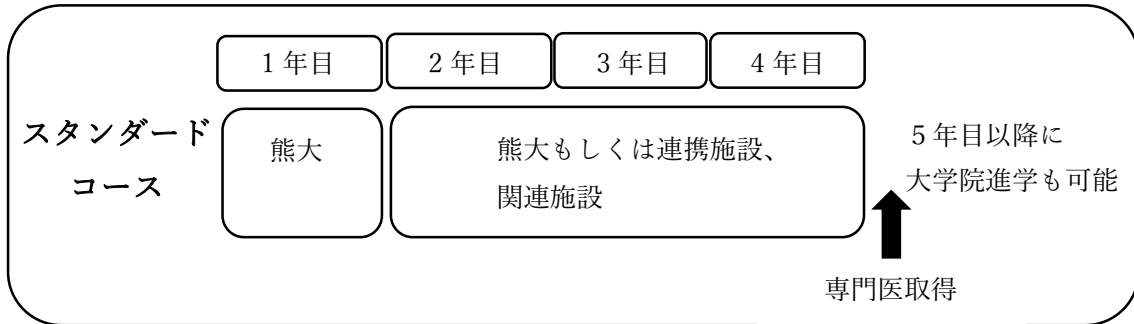 1年目
2年目
3年目
4年目
スタンダード
コース
熊大
熊大もしくは連携施設、
関連施設
5年目以降に
大学院進学も可能
専門医取得